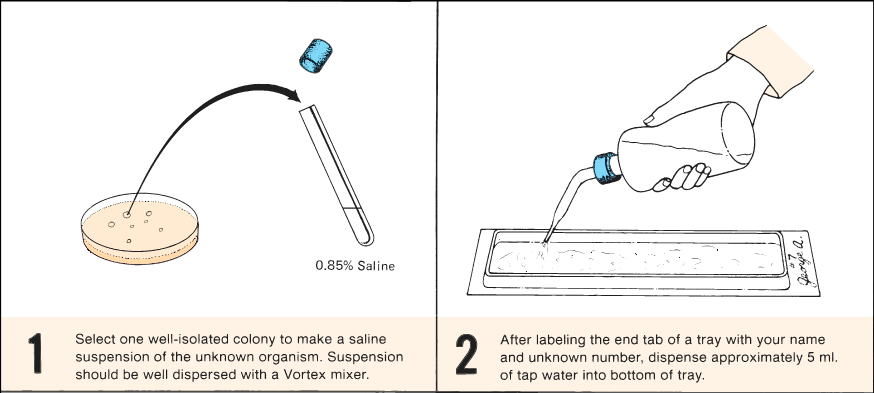 0.85% Saline
#7
George A.
1
Select one well-isolated colony to make a saline
suspension of the unknown organism. Suspension
should be well dispersed with a Vortex mixer.
2
After labeling the end tab of a tray with your name
and unknown number, dispense approximately 5 ml.
of tap water into bottom of tray.